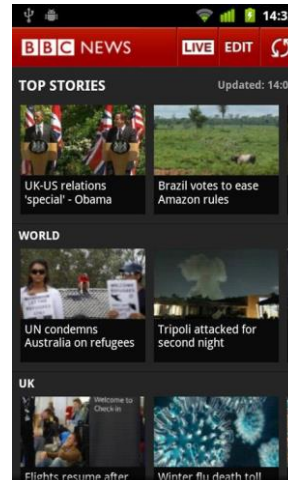 14:3
BBC NEWS LIVE EDIT
TOP STORIES Updated: 14:0
UK-US relations
'special' - Obama
Brazil votes to ease
Amazon rules
WORLD
UN condemns
Australia on refugees
Tripoli attacked for
second night
UK
Welcome to
Check in
Flights resume after
Winter flu death toll